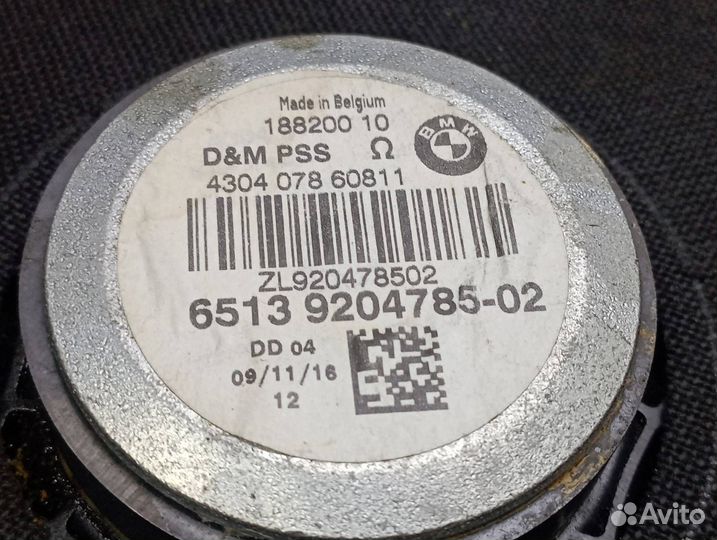 Made in Belgium
188200 10
D&M PSS Ω
BMW
4304 078 60811
ZL920478502
6513 9204785-02
DD 04
09/11/16
12
Avito